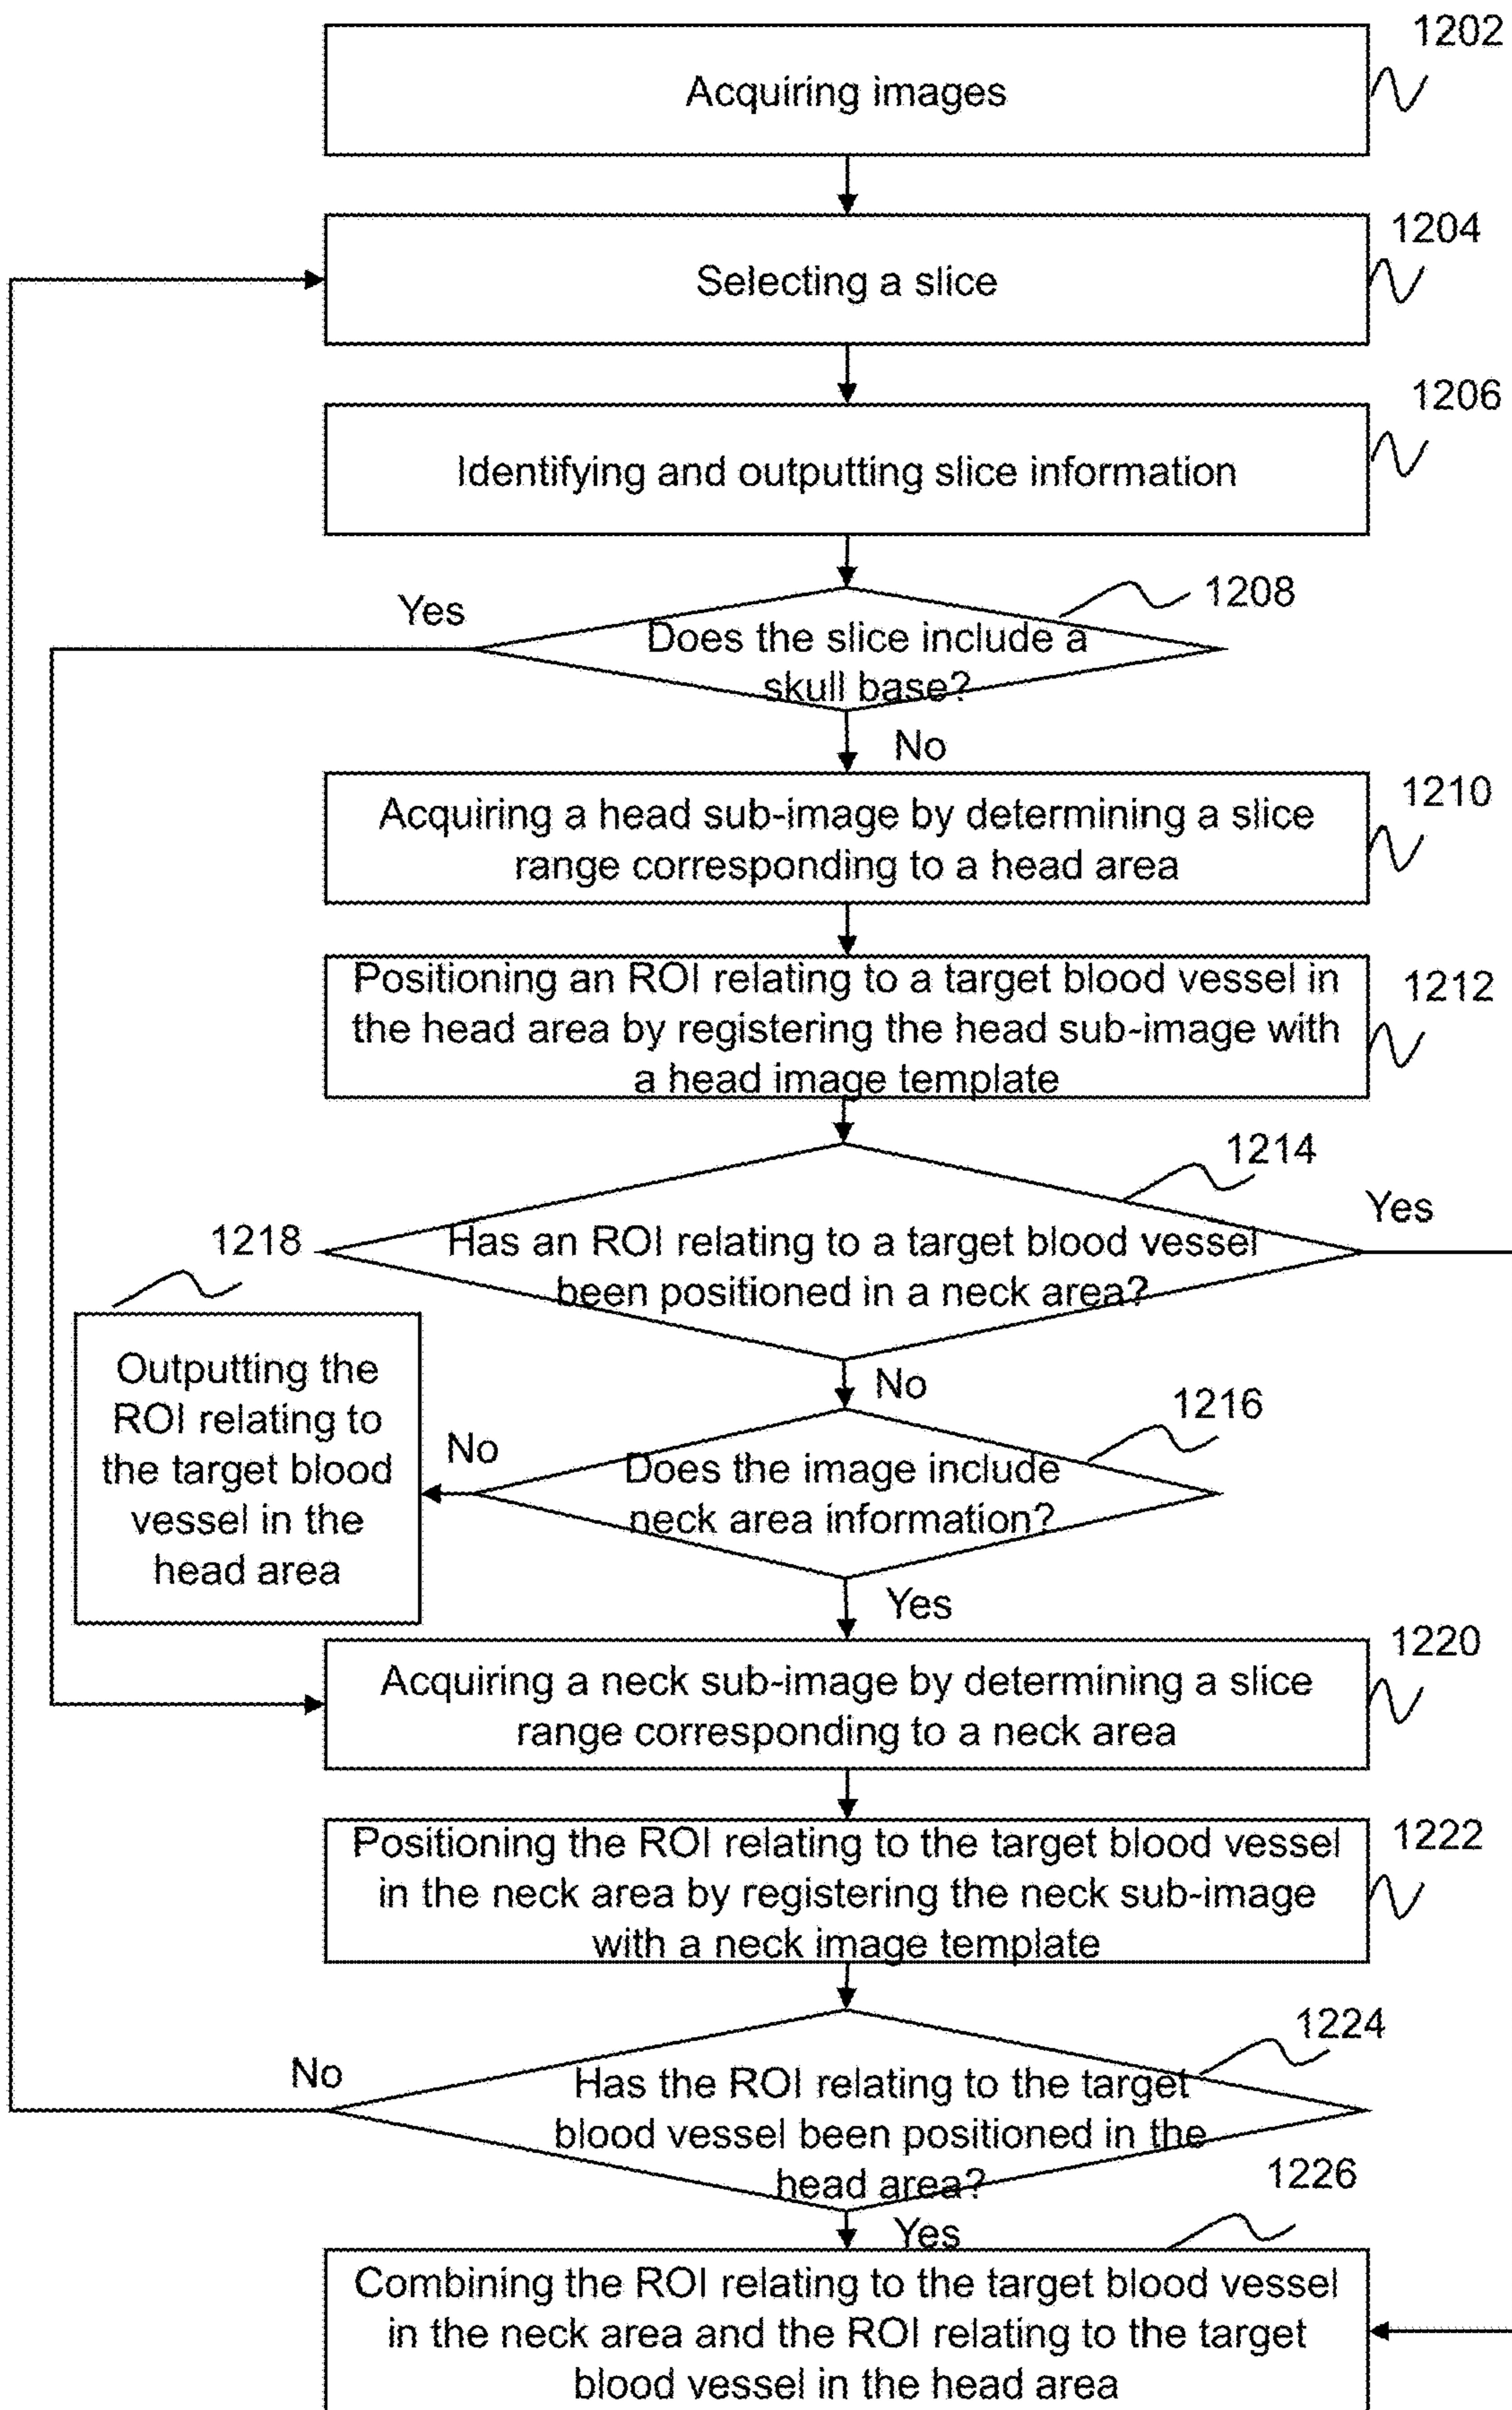 1202
Acquiring images
1204
Selecting a slice
1206
Identifying and outputting slice information
1208
Yes
Does the slice include a
skull base?
No
1210
Acquiring a head sub-image by determining a slice
range corresponding to a head area
1212
Positioning an ROI relating to a target blood vessel in
the head area by registering the head sub-image with
a head image template
1214
Yes
1218
Has an ROI relating to a target blood vessel
been positioned in a neck area?
Outputting the
ROI relating to
the target blood
vessel in the
head area
No
1216
No
Does the image include
neck area information?
Yes
1220
Acquiring a neck sub-image by determining a slice
range corresponding to a neck area
1222
Positioning the ROI relating to the target blood vessel
in the neck area by registering the neck sub-image
with a neck image template
1224
No
Has the ROI relating to the target
blood vessel been positioned in the
head area?
1226
Yes
Combining the ROI relating to the target blood vessel
in the neck area and the ROI relating to the target
blood vessel in the head area